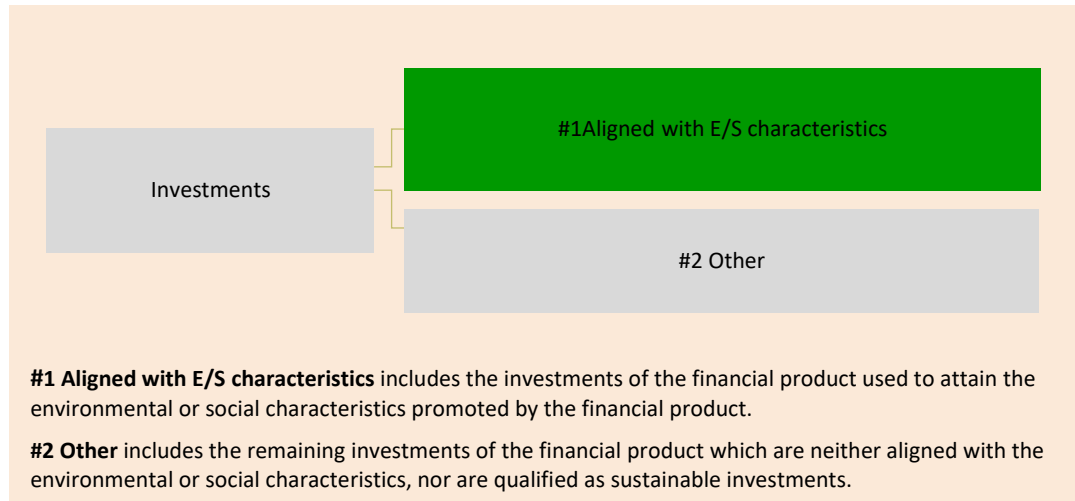 #1Aligned with E/S characteristics
Investments
#2 Other
#1 Aligned with E/S characteristics includes the investments of the financial product used to attain the
environmental or social characteristics promoted by the financial product.
#2 Other includes the remaining investments of the financial product which are neither aligned with the
environmental or social characteristics, nor are qualified as sustainable investments.